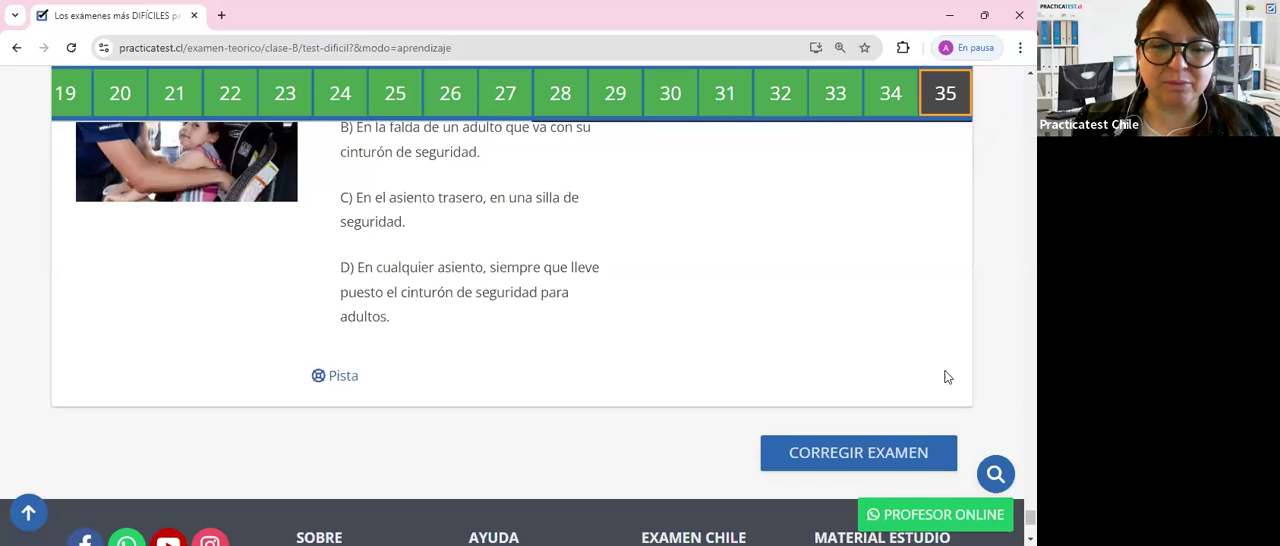 Los exámenes más DIFÍCILES pa
practicatest.cl/examen-teorico/clase-B/test-dificil?&modo=aprendizaje
A En pausa
PRACTICATEST.cl
19 20 21 22 23 24 25 26 27 28 29 30 31 32 33 34 35
Practicatest Chile
B) En la falda de un adulto que va con su
cinturón de seguridad.
C) En el asiento trasero, en una silla de
seguridad.
D) En cualquier asiento, siempre que lleve
puesto el cinturón de seguridad para
adultos.
Pista
CORREGIR EXAMEN
PROFESOR ONLINE
SOBRE AYUDA EXAMEN CHILE MATERIAL ESTUDIO